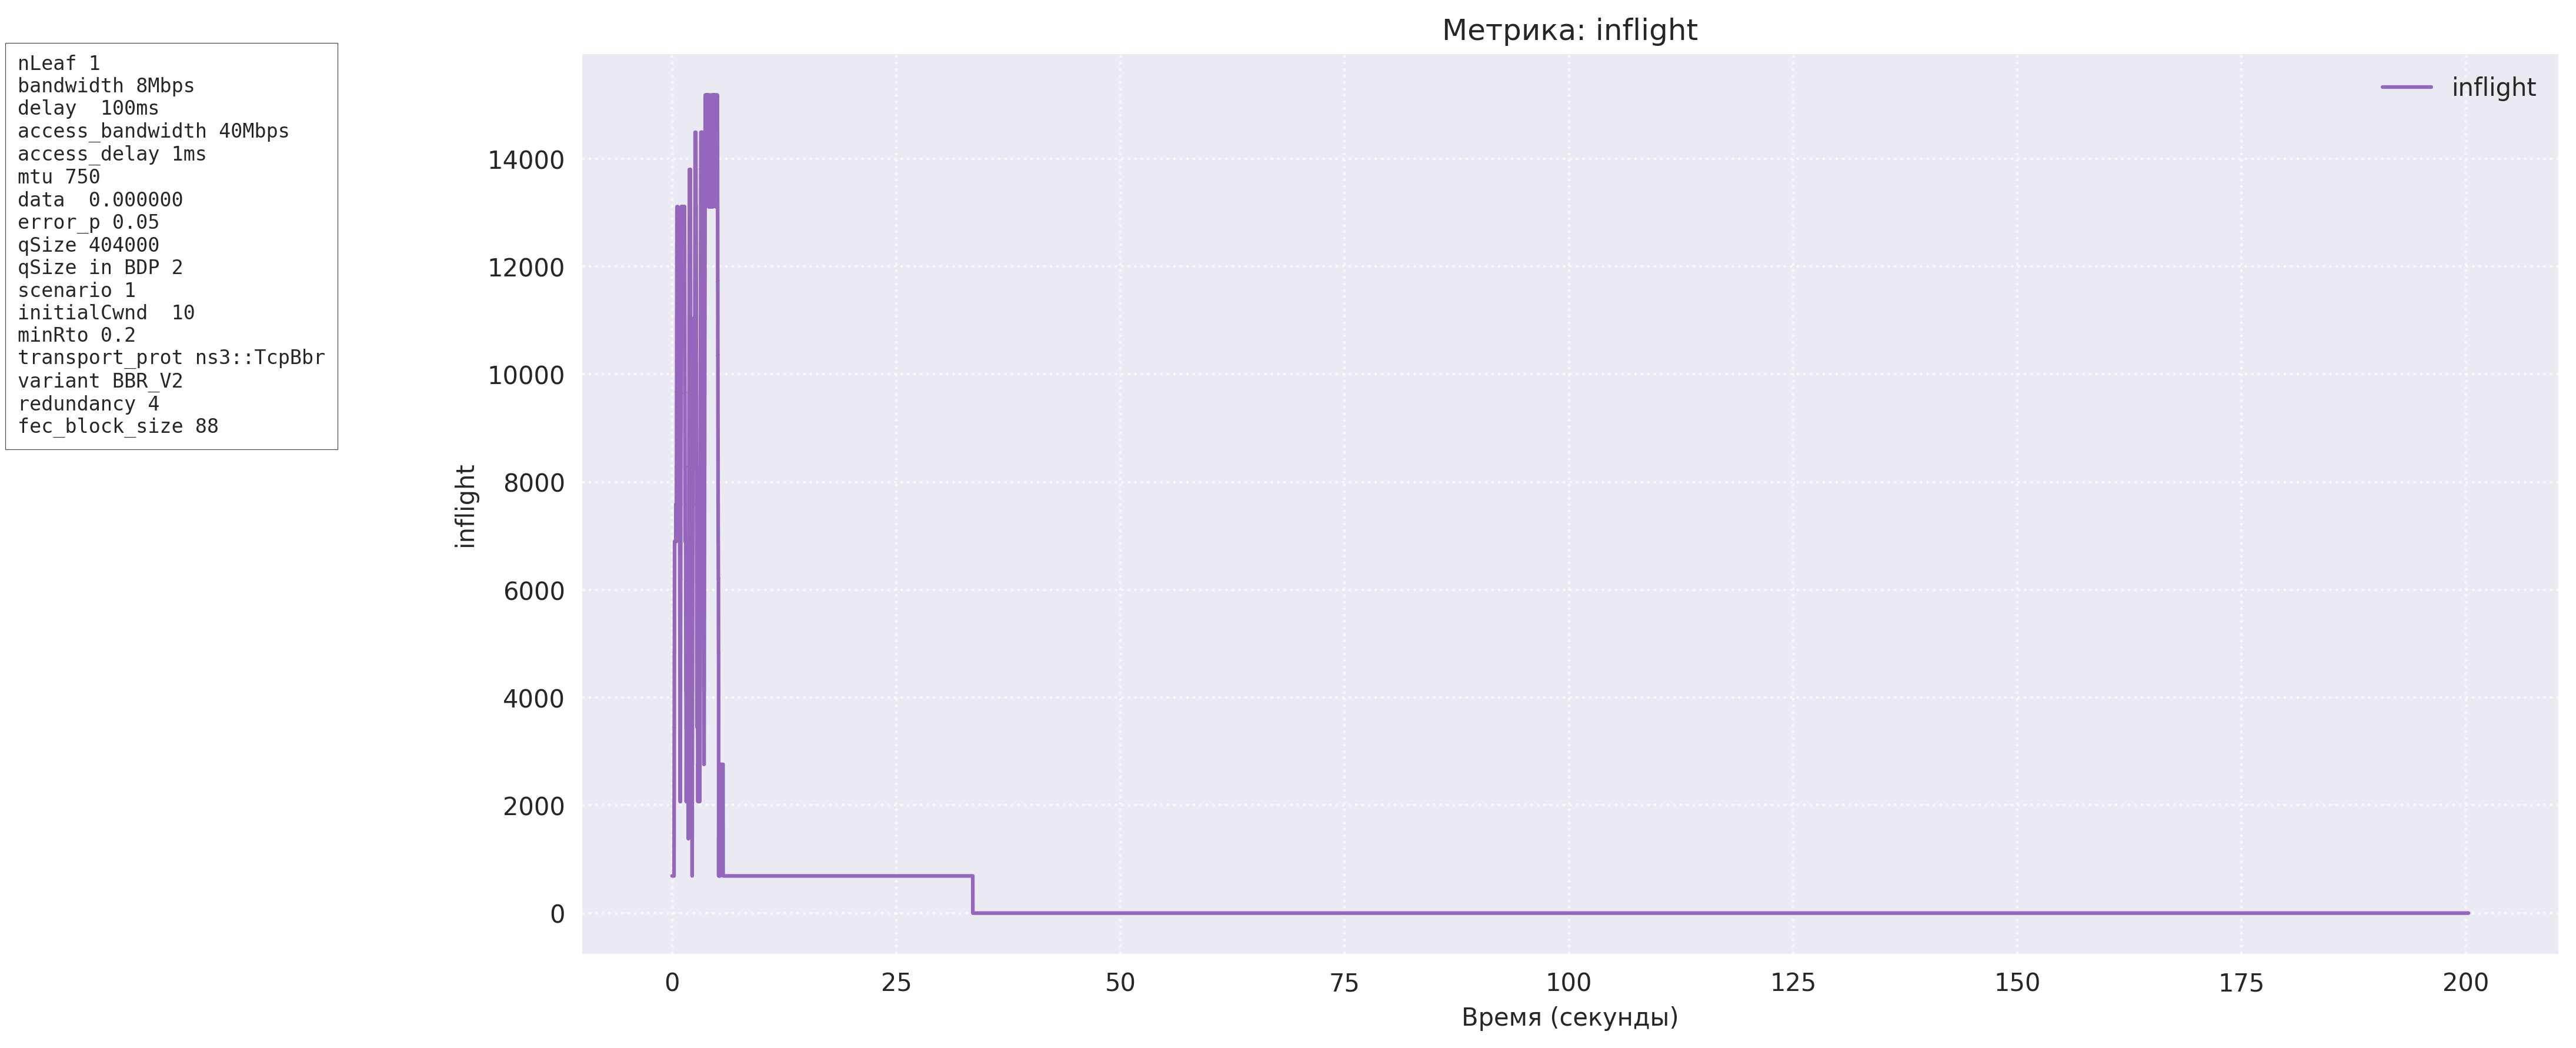 Метрика: inflight
nLeaf 1
bandwidth 8Mbps
delay  100ms
access_bandwidth 40Mbps
access_delay 1ms
mtu 750
data  0.000000
error_p 0.05
qSize 404000
qSize in BDP 2
scenario 1
initialCwnd  10
minRto 0.2
transport_prot ns3::TcpBbr
variant BBR_V2
redundancy 4
fec_block_size 88
inflight
14000
12000
10000
8000
6000
4000
2000
0
inflight
0 25 50 75 100 125 150 175 200
Время (секунды)